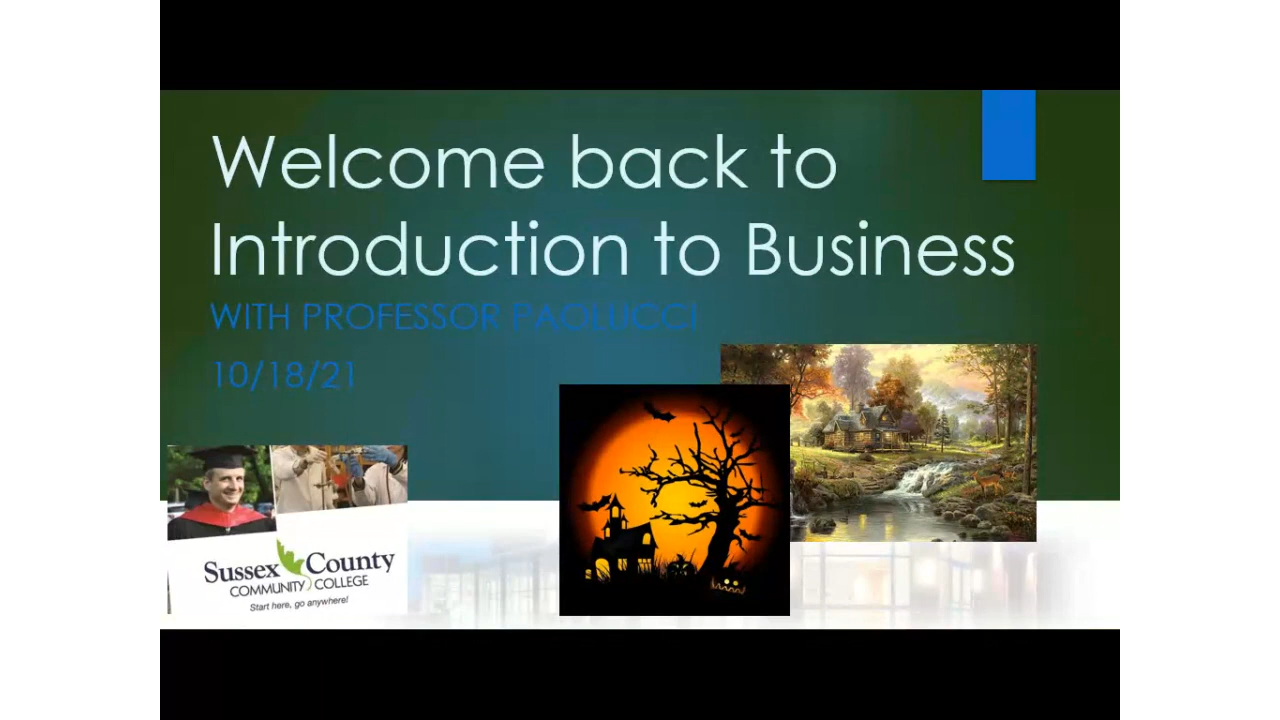 Welcome back to
Introduction to Business
WITH PROFESSOR PAOLUCCI
10/18/21
Sussex County
COMMUNITY COLLEGE
Start here, go anywhere!